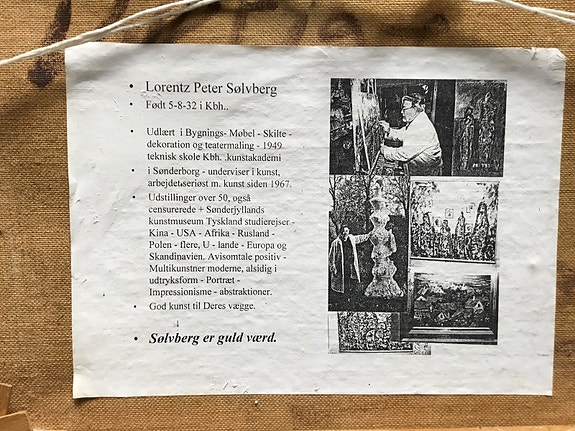 • Lorentz Peter Sølvberg
• Født 5-8-32 i Kbh..
• Udlært i Bygnings- Møbel - Skilte -
dekoration og teatermaling - 1949
teknisk skole Kbh. .kunstakademi
• i Sønderborg - underviser i kunst,
arbejdetseriøst m. kunst siden 1967.
• Udstillinger over 50, også
censurerede + Sønderjyllands
kunstmuseum Tyskland studierejser -
Kina - USA - Afrika - Rusland -
Polen - flere, U - lande - Europa og
Skandinavien. Avisomtale positiv -
Multikunstner moderne, alsidig i
udtryksform - Portræt -
Impressionisme - abstraktioner.
• God kunst til Deres vægge.
• Sølvberg er guld værd.